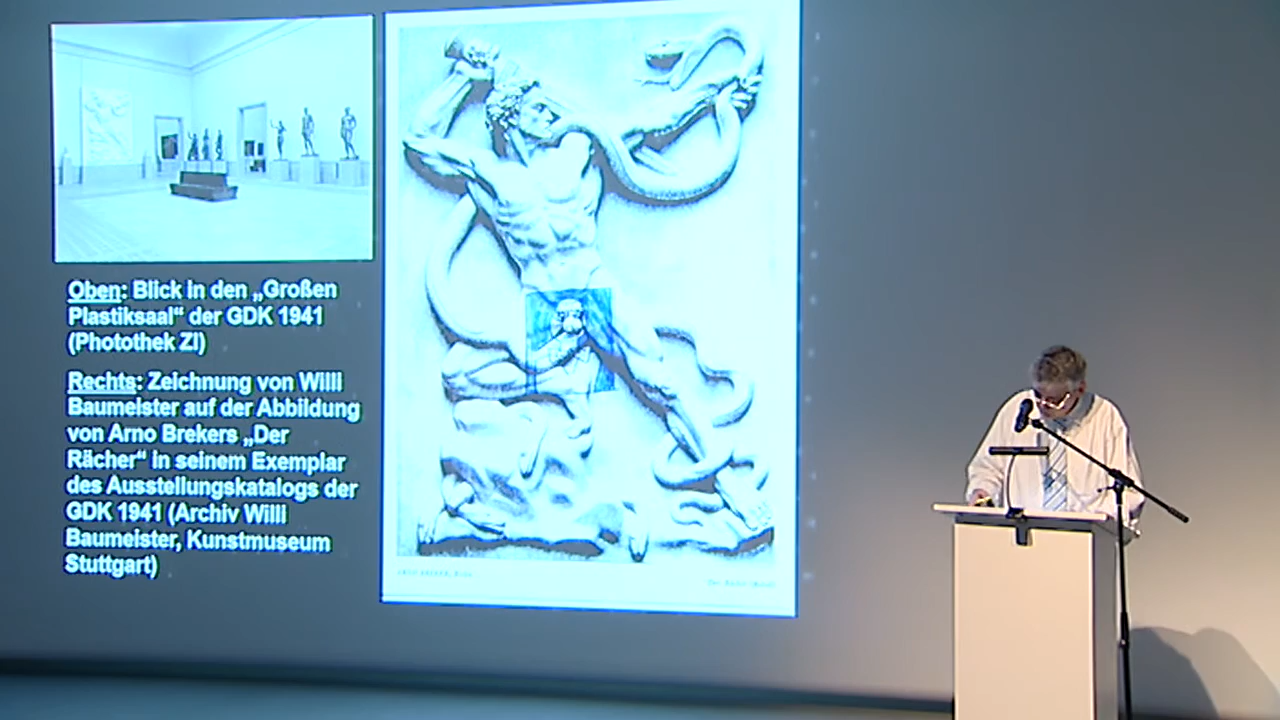 Oben: Blick in den „Großen
Plastiksaal“ der GDK 1941
(Photothek ZI)
Rechts: Zeichnung von Willi
Baumeister auf der Abbildung
von Arno Brekers „Der
Rächer“ in seinem Exemplar
des Ausstellungskatalogs der
GDK 1941 (Archiv Willi
Baumeister, Kunstmuseum
Stuttgart)